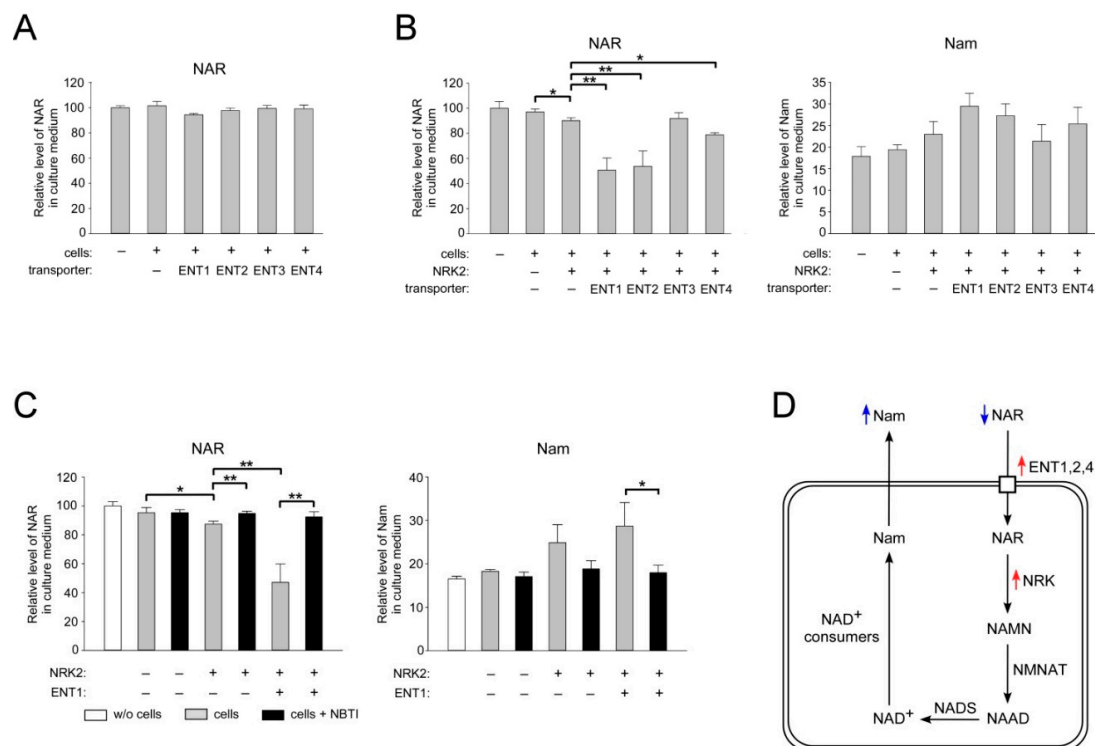 A
NAR
Relative level of NAR
in culture medium
120
100
80
60
40
20
0
cells: – + + + + +
transporter: – ENT1 ENT2 ENT3 ENT4
B
NAR
Relative level of NAR
in culture medium
120
100
80
60
40
20
0
* ** ** *
cells: – + + + + + +
NRK2: – + + + + +
transporter: – – ENT1 ENT2 ENT3 ENT4
Nam
Relative level of Nam
in culture medium
35
30
25
20
15
10
5
0
cells: – + + + + + +
NRK2: – + + + + +
transporter: – – ENT1 ENT2 ENT3 ENT4
C
NAR
Relative level of NAR
in culture medium
120
100
80
60
40
20
0
* ** ** **
NRK2: – – + + + +
ENT1: – – – – + +
Nam
Relative level of Nam
in culture medium
40
30
20
10
0
*
NRK2: – – + + + +
ENT1: – – – – + +
w/o cells cells cells + NBTI
D
Nam NAR
ENT1,2,4
Nam NAR
NRK
NAD+
consumers
NAMN
NMNAT
NAD+ NADS NAAD